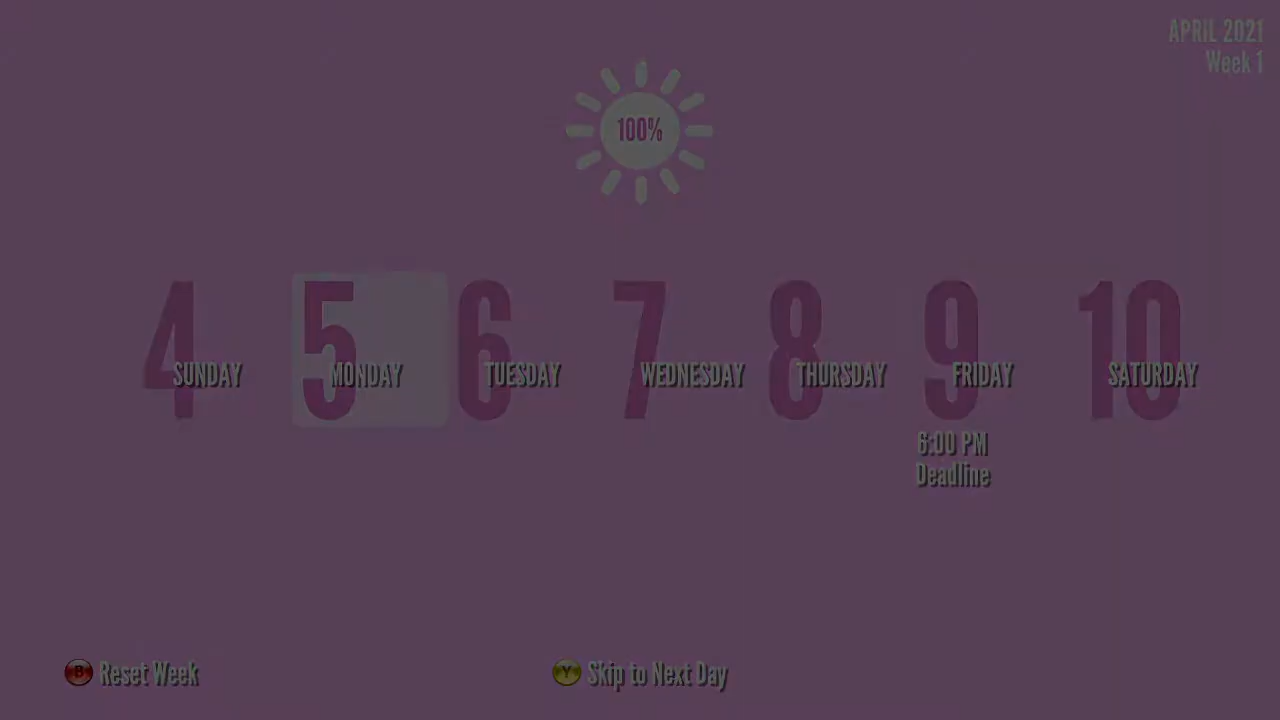 APRIL 2021
Week 1
100%
4 5 6 7 8 9 10
SUNDAY MONDAY TUESDAY WEDNESDAY THURSDAY FRIDAY SATURDAY
6:00 PM
Deadline
B Reset Week Y Skip to Next Day